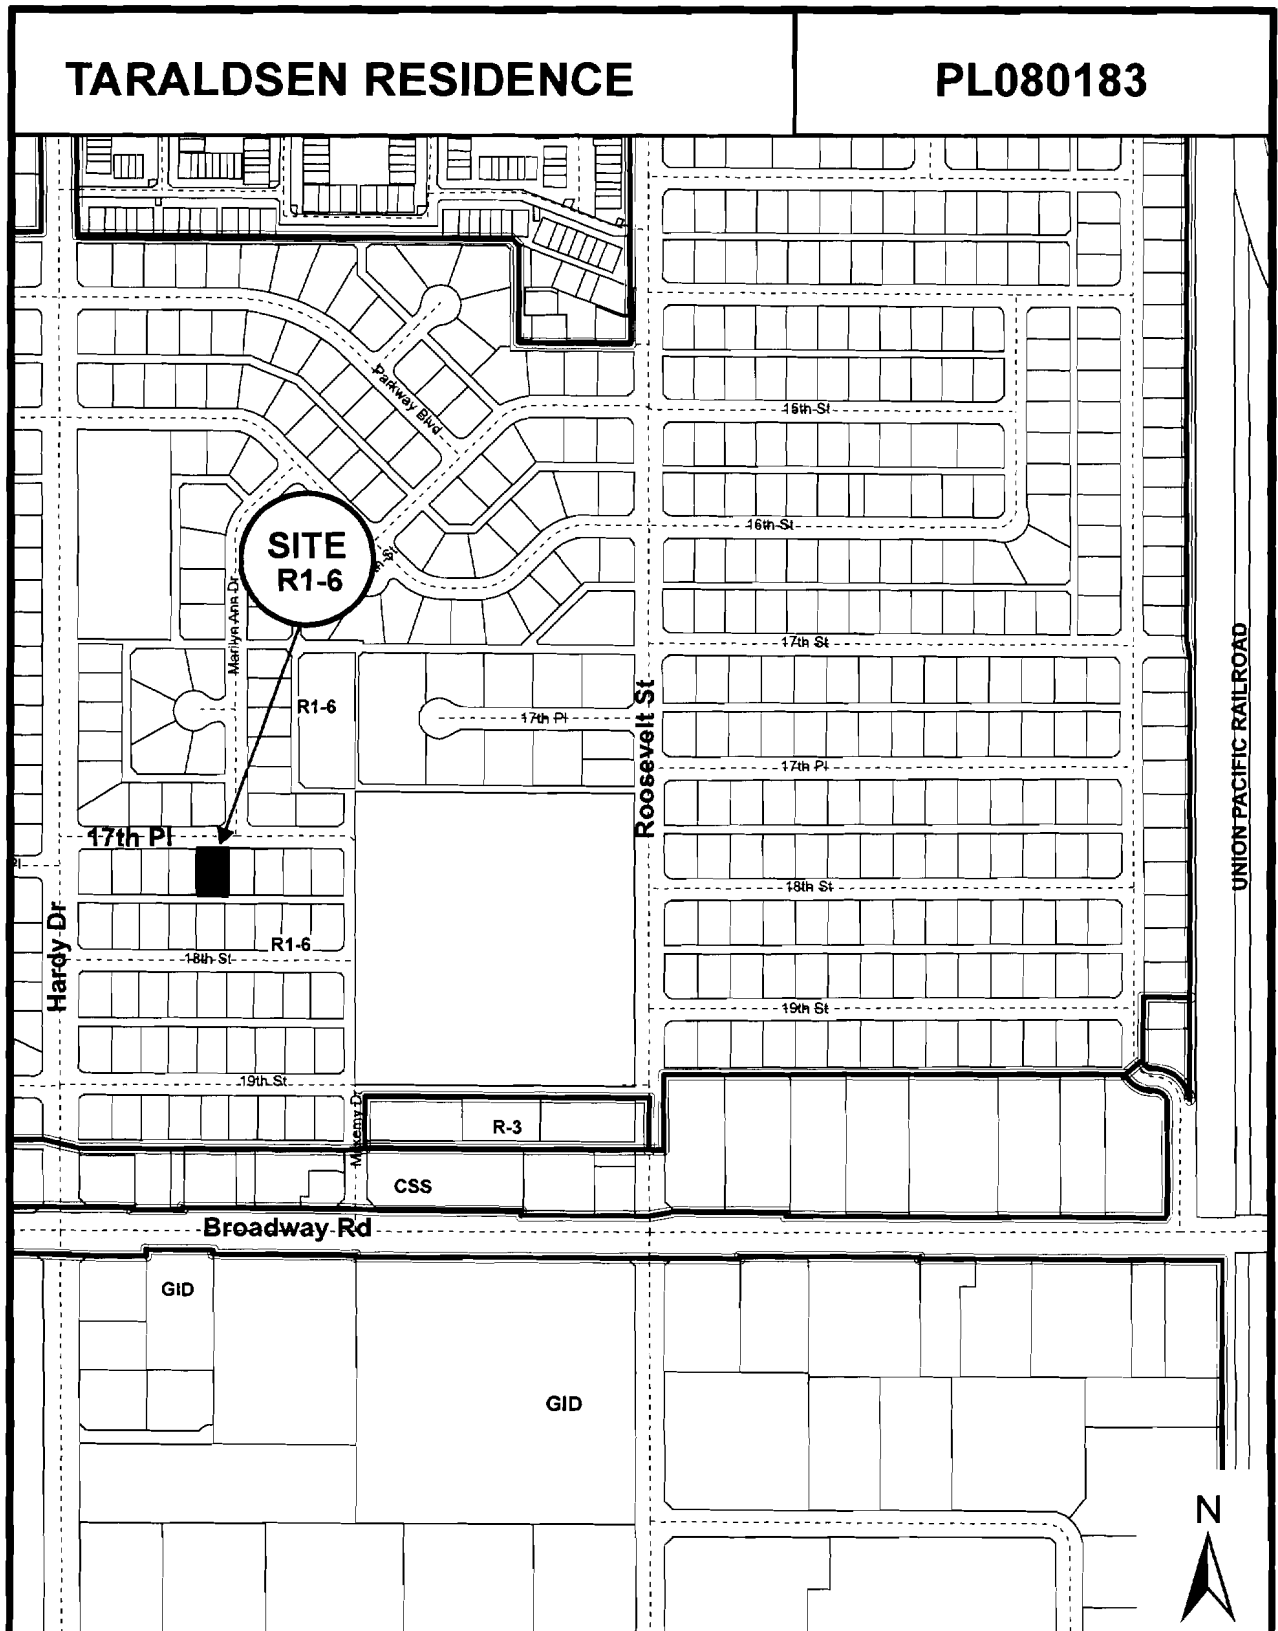 TARALDSEN RESIDENCE
PL080183
Parkway Blvd
15th St
16th St
SITE
R1-6
Marilyn Ann Dr
17th St
R1-6
17th Pl
Roosevelt St
17th Pl
UNION PACIFIC RAILROAD
17th Pl
Pl
18th St
Hardy Dr
R1-6
18th St
19th St
19th St
R-3
CSS
Broadway Rd
GID
GID
N